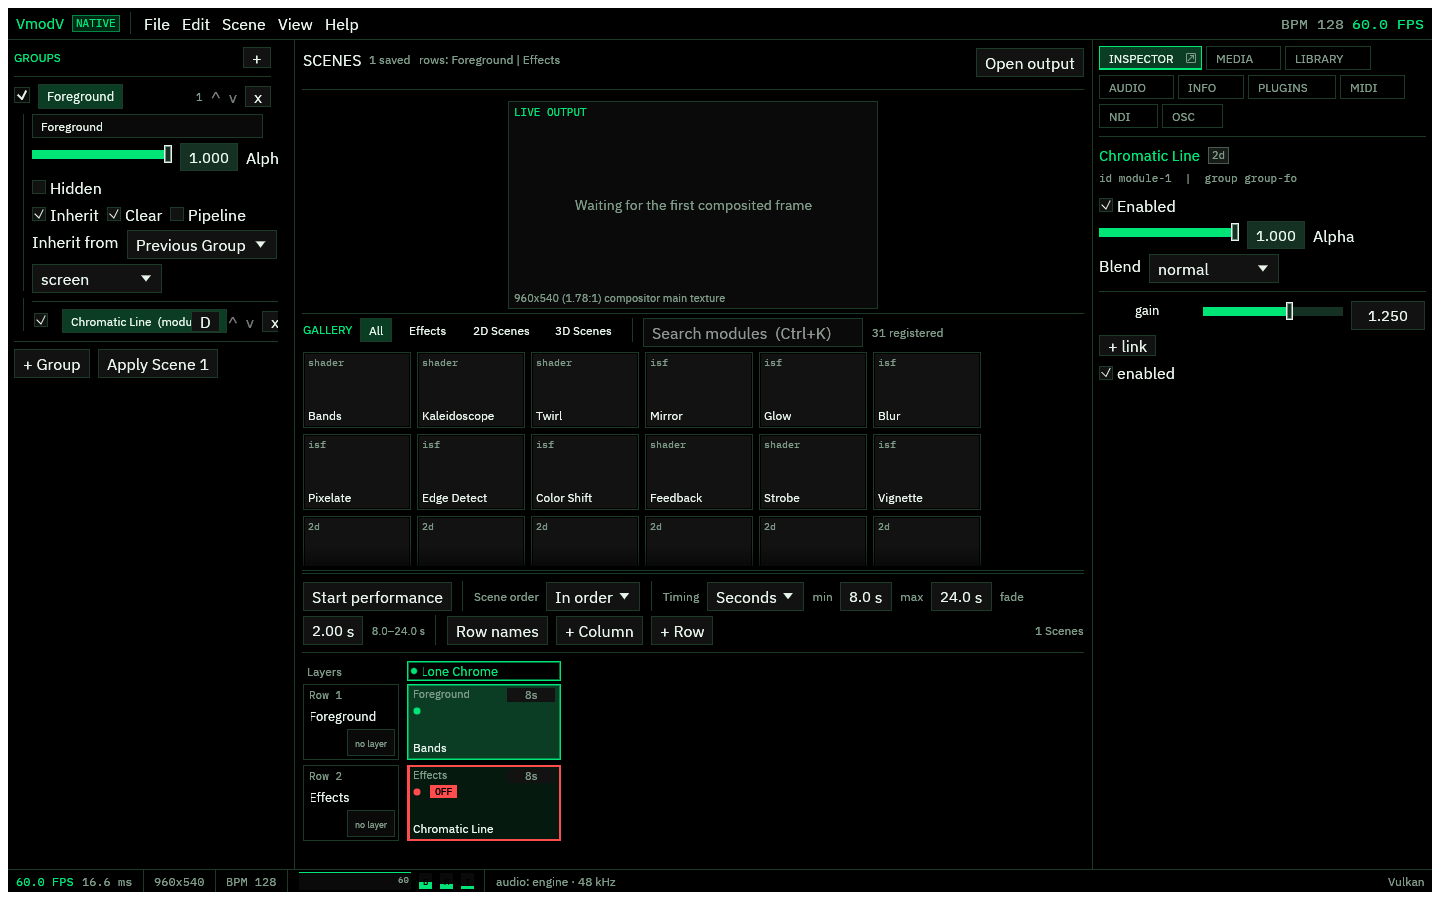 VmodV NATIVE File Edit Scene View Help BPM 128 60.0 FPS
GROUPS +
Foreground 1 ^ v x
Foreground
1.000 Alph
Hidden
Inherit Clear Pipeline
Inherit from Previous Group
screen
Chromatic Line (modu D ^ v x
+ Group Apply Scene 1
SCENES 1 saved rows: Foreground | Effects Open output
LIVE OUTPUT
Waiting for the first composited frame
960x540 (1.78:1) compositor main texture
GALLERY All Effects 2D Scenes 3D Scenes Search modules (Ctrl+K) 31 registered
shader shader shader isf isf isf
Bands Kaleidoscope Twirl Mirror Glow Blur
isf isf isf shader shader isf
Pixelate Edge Detect Color Shift Feedback Strobe Vignette
2d 2d 2d 2d 2d 2d
Start performance Scene order In order Timing Seconds min 8.0 s max 24.0 s fade
2.00 s 8.0–24.0 s Row names + Column + Row 1 Scenes
Layers Lone Chrome
Row 1 Foreground 8s
Foreground
no layer Bands
Row 2 Effects 8s
Effects OFF
no layer Chromatic Line
INSPECTOR MEDIA LIBRARY
AUDIO INFO PLUGINS MIDI
NDI OSC
Chromatic Line 2d
id module-1 | group group-fo
Enabled
1.000 Alpha
Blend normal
gain 1.250
+ link
enabled
60.0 FPS 16.6 ms 960x540 BPM 128 60 audio: engine · 48 kHz Vulkan